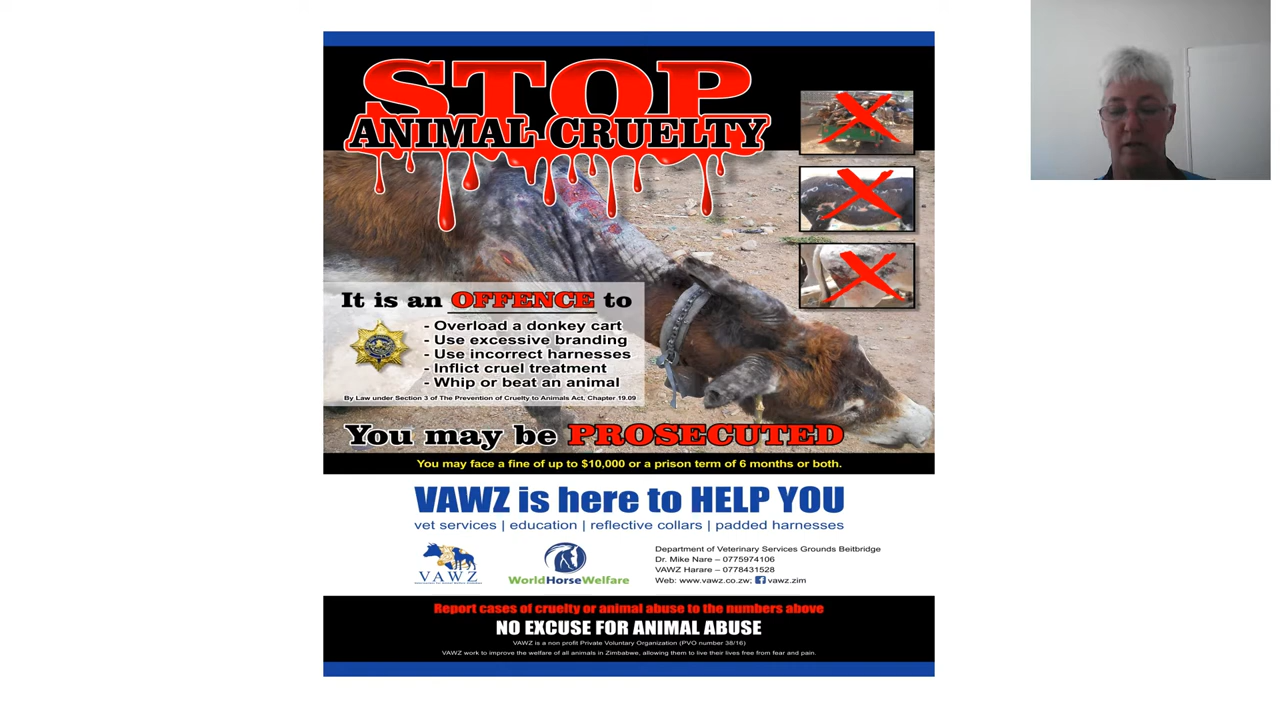 STOP
ANIMAL CRUELTY
It is an OFFENCE to
- Overload a donkey cart
- Use excessive branding
- Use incorrect harnesses
- Inflict cruel treatment
- Whip or beat an animal
By Law under Section 3 of The Prevention of Cruelty to Animals Act, Chapter 19.09
You may be PROSECUTED
You may face a fine of up to $10,000 or a prison term of 6 months or both.
VAWZ is here to HELP YOU
vet services | education | reflective collars | padded harnesses
VAWZ
WorldHorseWelfare
Department of Veterinary Services Grounds Beitbridge
Dr. Mike Nare – 0775974106
VAWZ Harare – 0778431528
Web: www.vawz.co.zw; vawz.zim
Report cases of cruelty or animal abuse to the numbers above
NO EXCUSE FOR ANIMAL ABUSE
VAWZ is a non profit Private Voluntary Organization (PVO number 38/16)
VAWZ work to improve the welfare of all animals in Zimbabwe, allowing them to live their lives free from fear and pain.